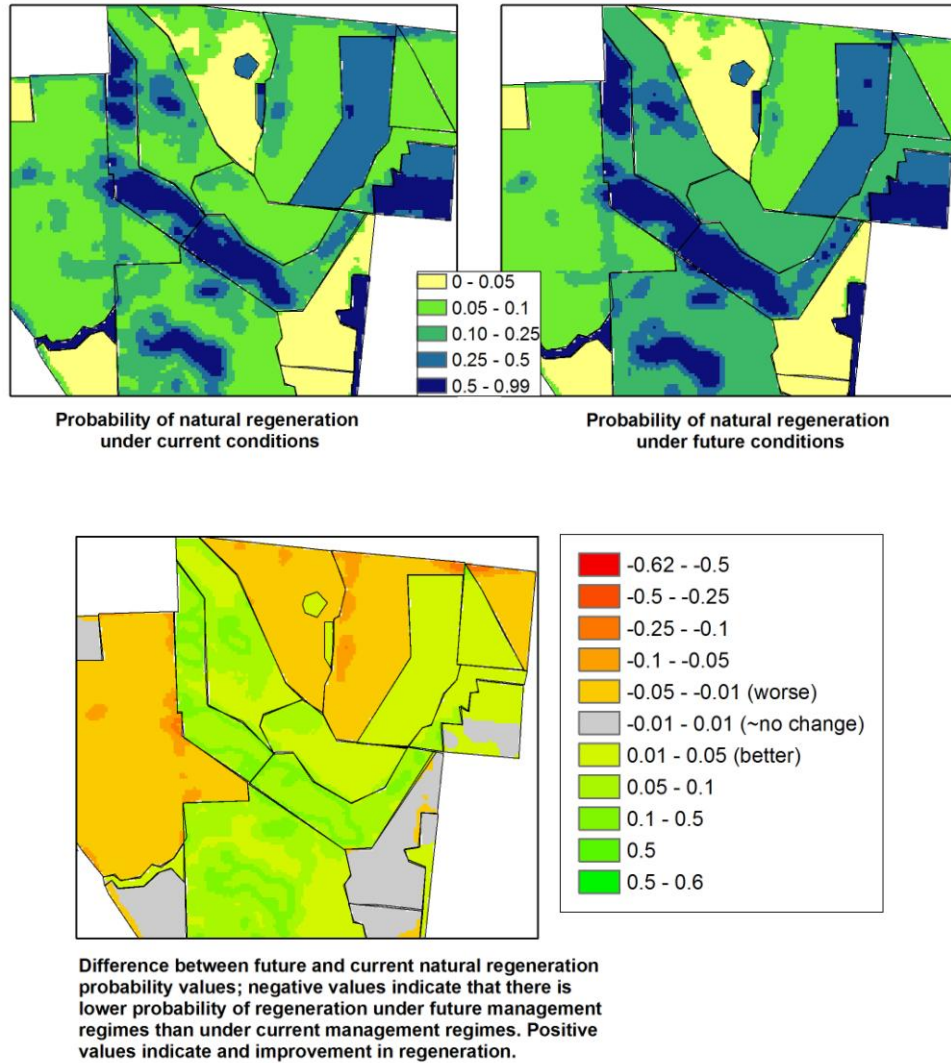 0 - 0.05
0.05 - 0.1
0.10 - 0.25
0.25 - 0.5
0.5 - 0.99
Probability of natural regeneration
under current conditions
Probability of natural regeneration
under future conditions
-0.62 - -0.5
-0.5 - -0.25
-0.25 - -0.1
-0.1 - -0.05
-0.05 - -0.01 (worse)
-0.01 - 0.01 (~no change)
0.01 - 0.05 (better)
0.05 - 0.1
0.1 - 0.5
0.5
0.5 - 0.6
Difference between future and current natural regeneration
probability values; negative values indicate that there is
lower probability of regeneration under future management
regimes than under current management regimes. Positive
values indicate and improvement in regeneration.